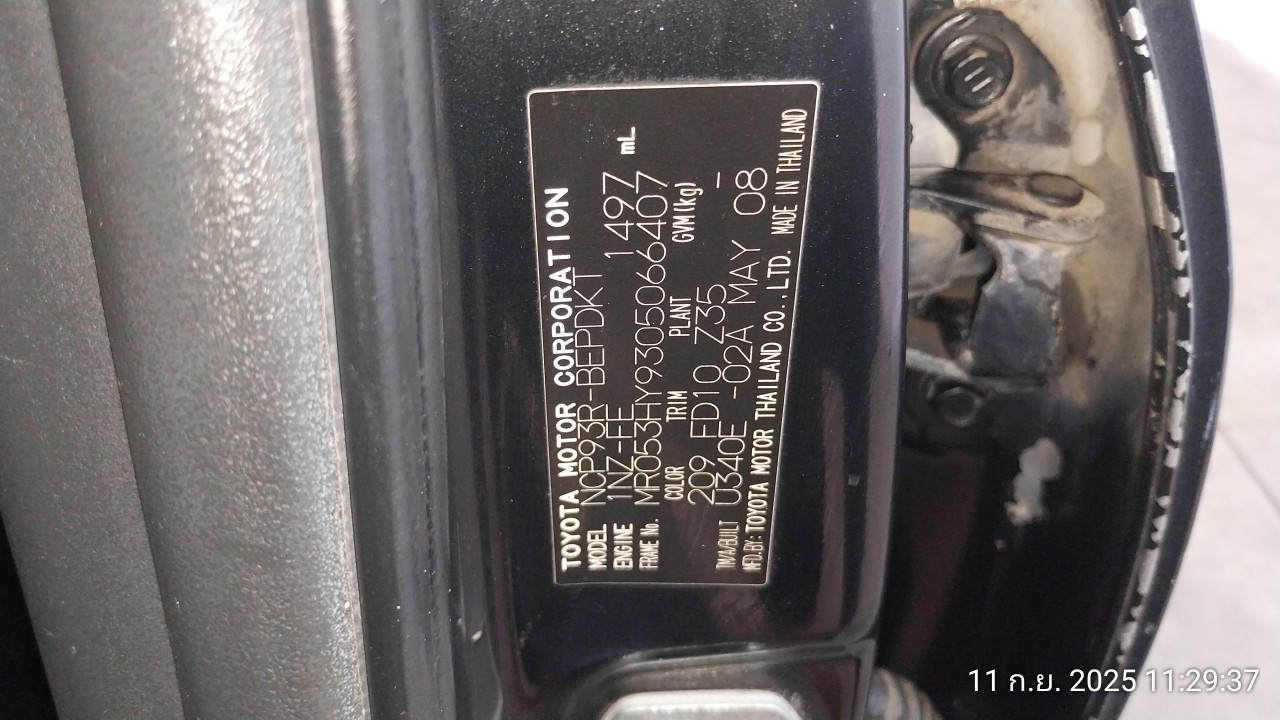 TOYOTA MOTOR CORPORATION
MODEL NCP93R-BEPDKT
ENGINE 1NZ-FE 1497 mL
FRAME No. MR053HY9305066407
COLOR TRIM PLANT GVM(kg)
209 FD10 Z35 -
TM/A/BUILT U340E -02A MAY 08
MFD.BY: TOYOTA MOTOR THAILAND CO.,LTD. MADE IN THAILAND
11 ก.ย. 2025 11:29:37